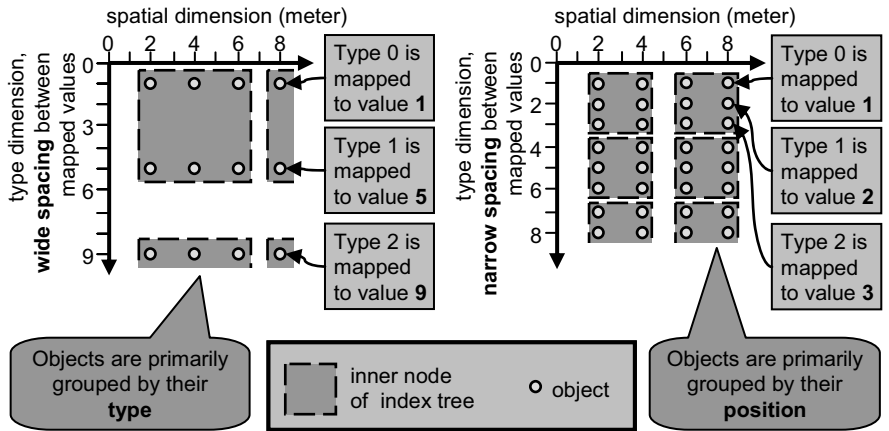 spatial dimension (meter)
0 2 4 6 8
type dimension,
wide spacing between
mapped values
0
3
6
9
Type 0 is
mapped
to value 1
Type 1 is
mapped
to value 5
Type 2 is
mapped
to value 9
Objects are primarily
grouped by their
type
spatial dimension (meter)
0 2 4 6 8
type dimension,
narrow spacing between
mapped values
0
2
4
6
8
Type 0 is
mapped
to value 1
Type 1 is
mapped
to value 2
Type 2 is
mapped
to value 3
Objects are primarily
grouped by their
position
inner node
of index tree
object